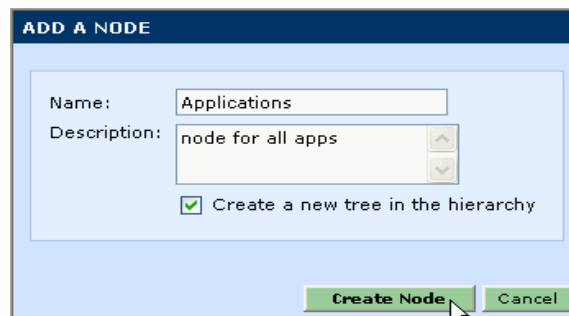 ADD A NODE
Name: Applications
Description: node for all apps
Create a new tree in the hierarchy
Create Node Cancel